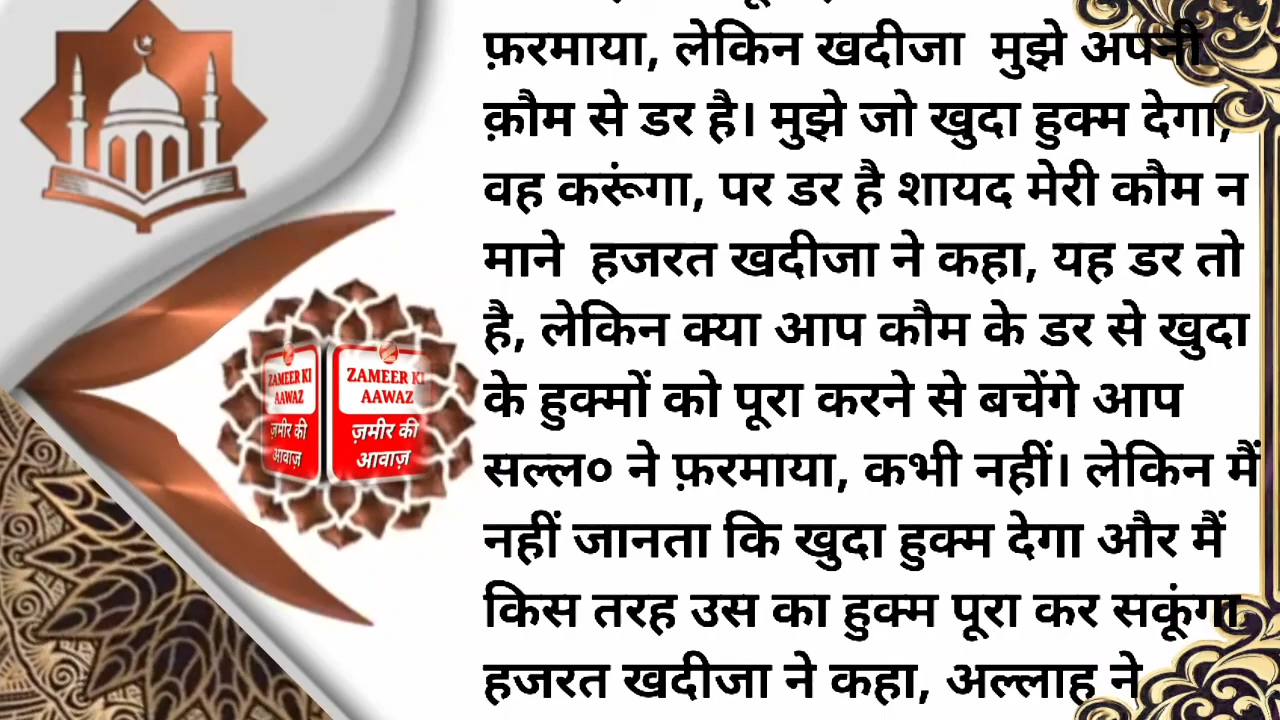 ZAMEER KI
AAWAZ
ज़मीर की
आवाज़
ZAMEER KI
AAWAZ
ज़मीर की
आवाज़
फ़रमाया, लेकिन खदीजा मुझे अपनी
क़ौम से डर है। मुझे जो खुदा हुक्म देगा,
वह करूंगा, पर डर है शायद मेरी कौम न
माने हजरत खदीजा ने कहा, यह डर तो
है, लेकिन क्या आप कौम के डर से खुदा
के हुक्मों को पूरा करने से बचेंगे आप
सल्ल० ने फ़रमाया, कभी नहीं। लेकिन मैं
नहीं जानता कि खुदा हुक्म देगा और मैं
किस तरह उस का हुक्म पूरा कर सकूंगा
हजरत खदीजा ने कहा, अल्लाह ने